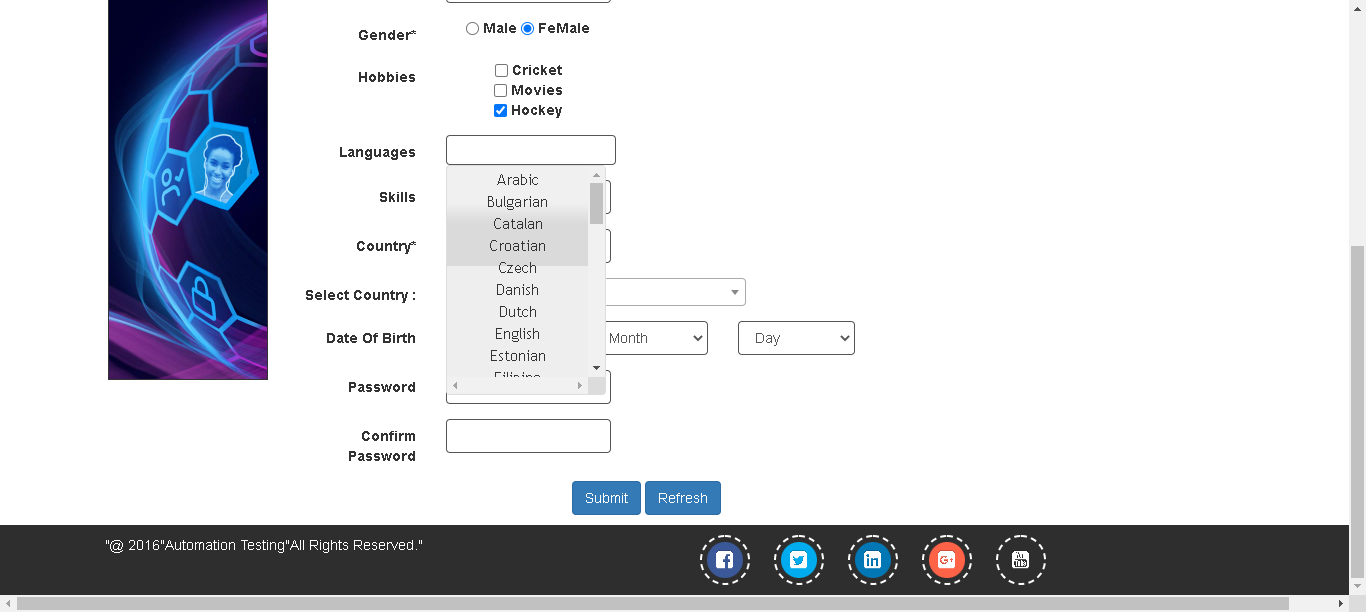 Gender*
Male FeMale
Hobbies
Cricket
Movies
Hockey
Languages
Arabic
Bulgarian
Catalan
Croatian
Czech
Danish
Dutch
English
Estonian
Filipino
Skills
Country*
Select Country :
Date Of Birth
Month
Day
Password
Confirm
Password
Submit
Refresh
"@ 2016"Automation Testing"All Rights Reserved."